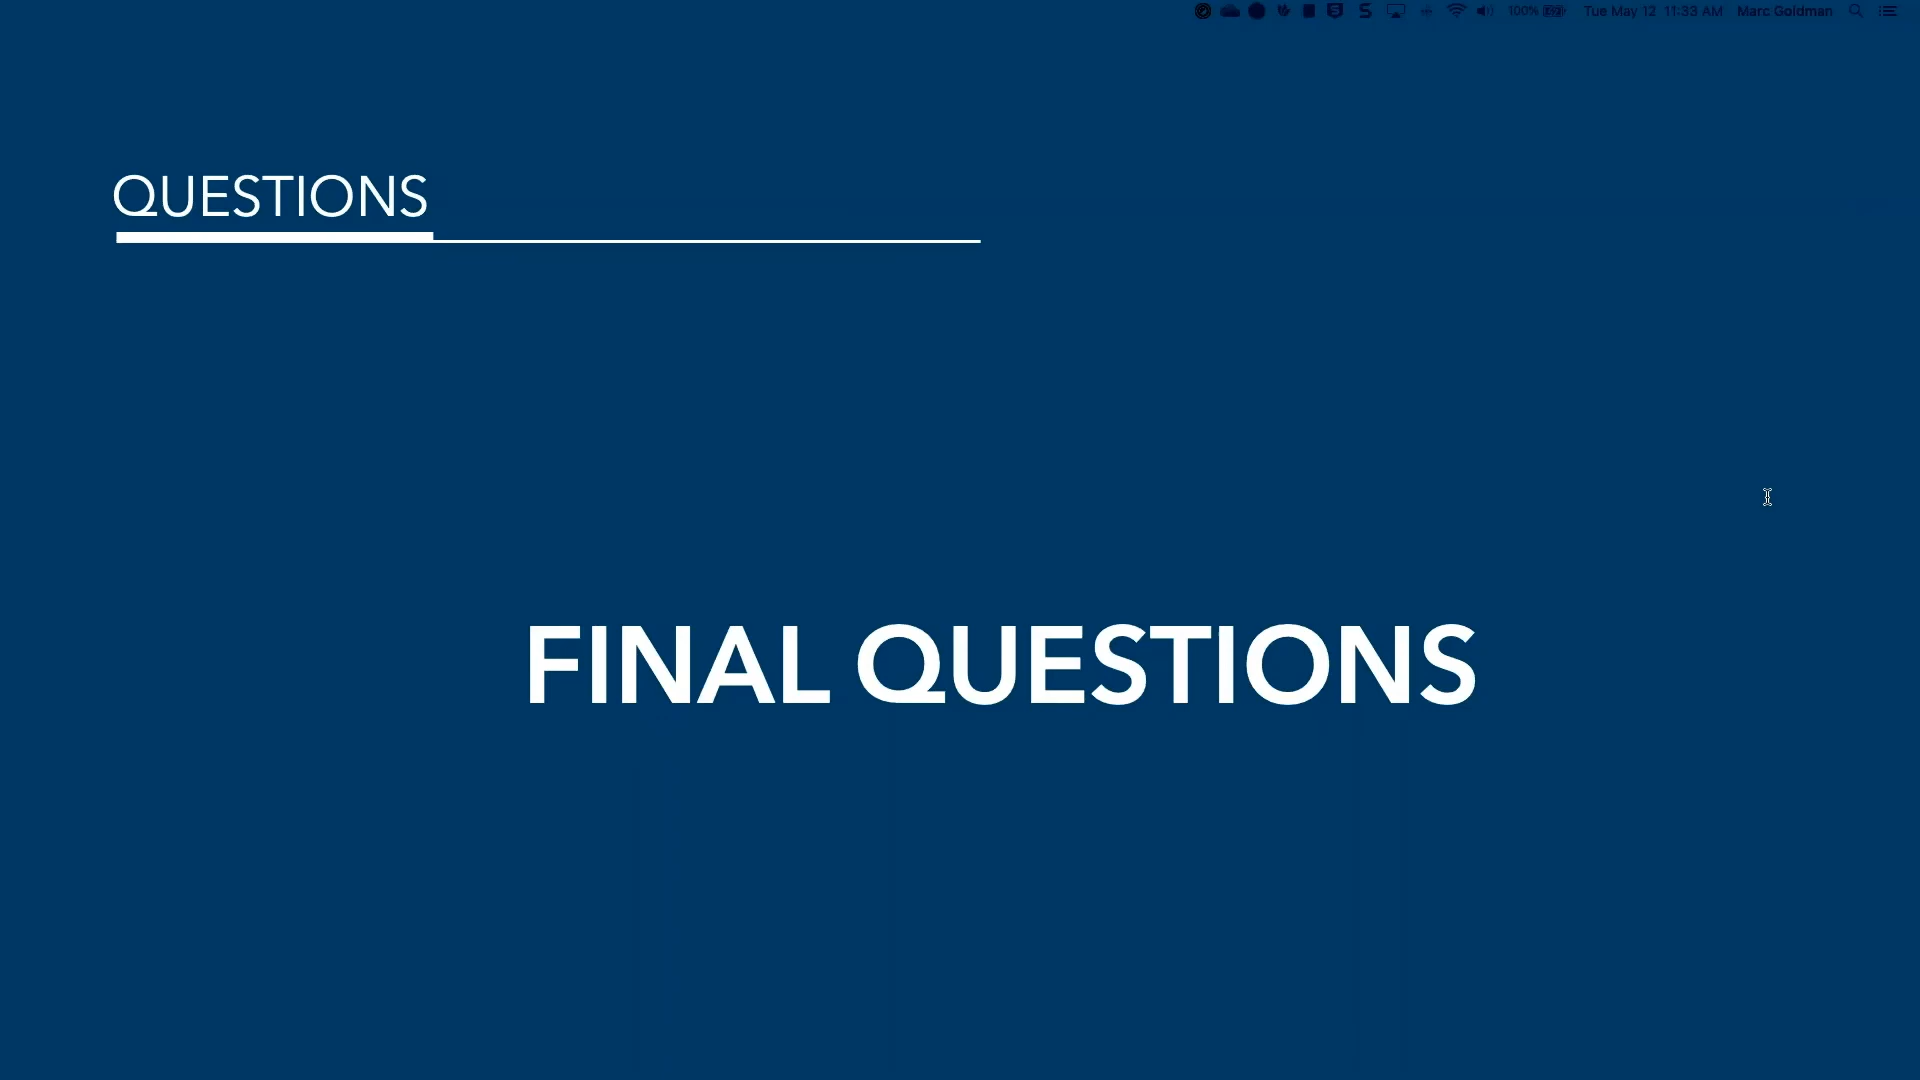 100% Tue May 12 11:33 AM Marc Goldman
QUESTIONS
FINAL QUESTIONS